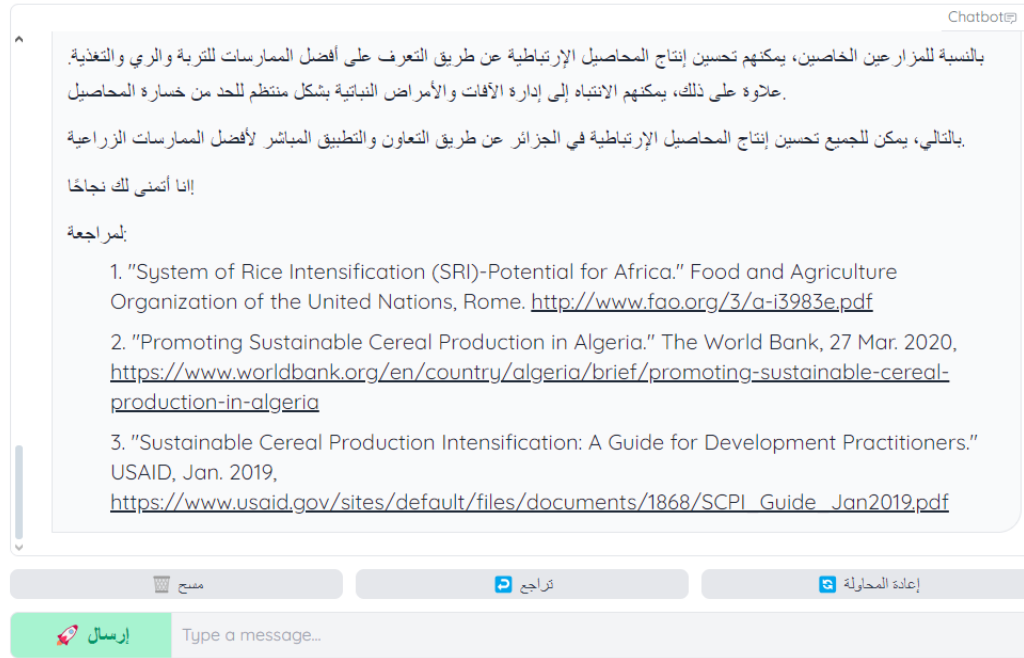 Chatbot
بالنسبة للمزارعين الخاصين، يمكنهم تحسين إنتاج المحاصيل الإرتباطية عن طريق التعرف على أفضل الممارسات للتربة والري والتغذية.
علاوة على ذلك، يمكنهم الانتباه إلى إدارة الآفات والأمراض النباتية بشكل منتظم للحد من خسارة المحاصيل.
بالتالي، يمكن للجميع تحسين إنتاج المحاصيل الإرتباطية في الجزائر عن طريق التعاون والتطبيق المباشر لأفضل الممارسات الزراعية.
انا أتمنى لك نجاحًا!
لمراجعة:
1. "System of Rice Intensification (SRI)-Potential for Africa." Food and Agriculture
Organization of the United Nations, Rome. http://www.fao.org/3/a-i3983e.pdf
2. "Promoting Sustainable Cereal Production in Algeria." The World Bank, 27 Mar. 2020,
https://www.worldbank.org/en/country/algeria/brief/promoting-sustainable-cereal-
production-in-algeria
3. "Sustainable Cereal Production Intensification: A Guide for Development Practitioners."
USAID, Jan. 2019,
https://www.usaid.gov/sites/default/files/documents/1868/SCPI_Guide_Jan2019.pdf
مسح
تراجع
إعادة المحاولة
إرسال
Type a message...